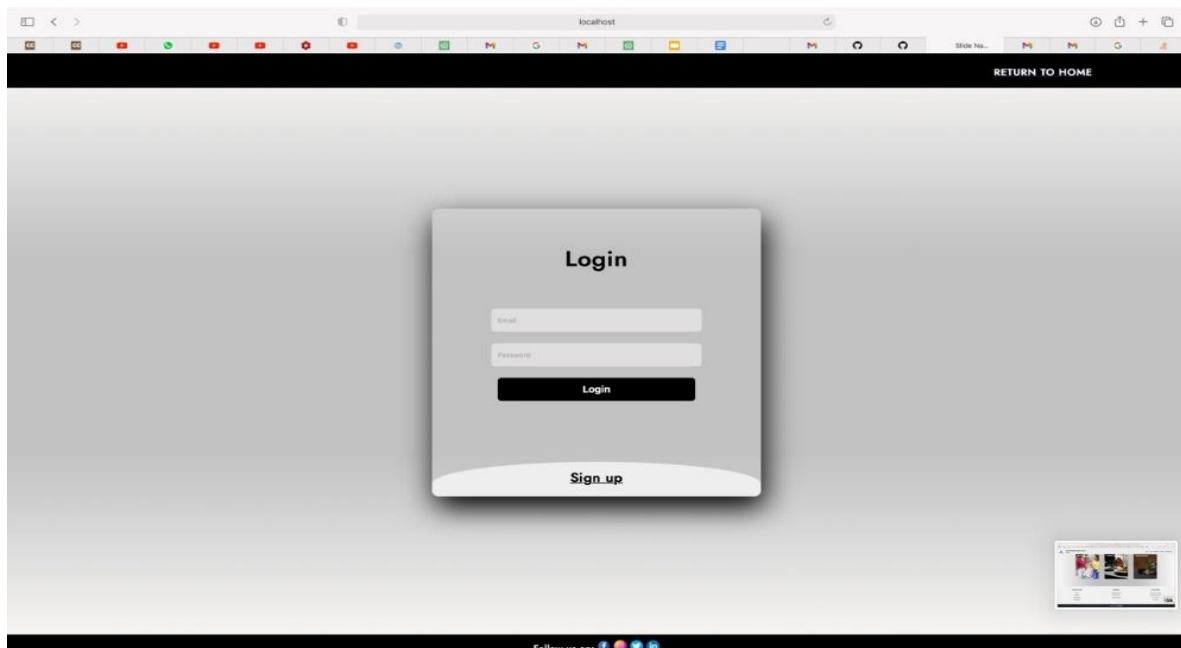 localhost
Slide Na...
RETURN TO HOME
Login
Email
Password
Login
Sign up
Follow us on: